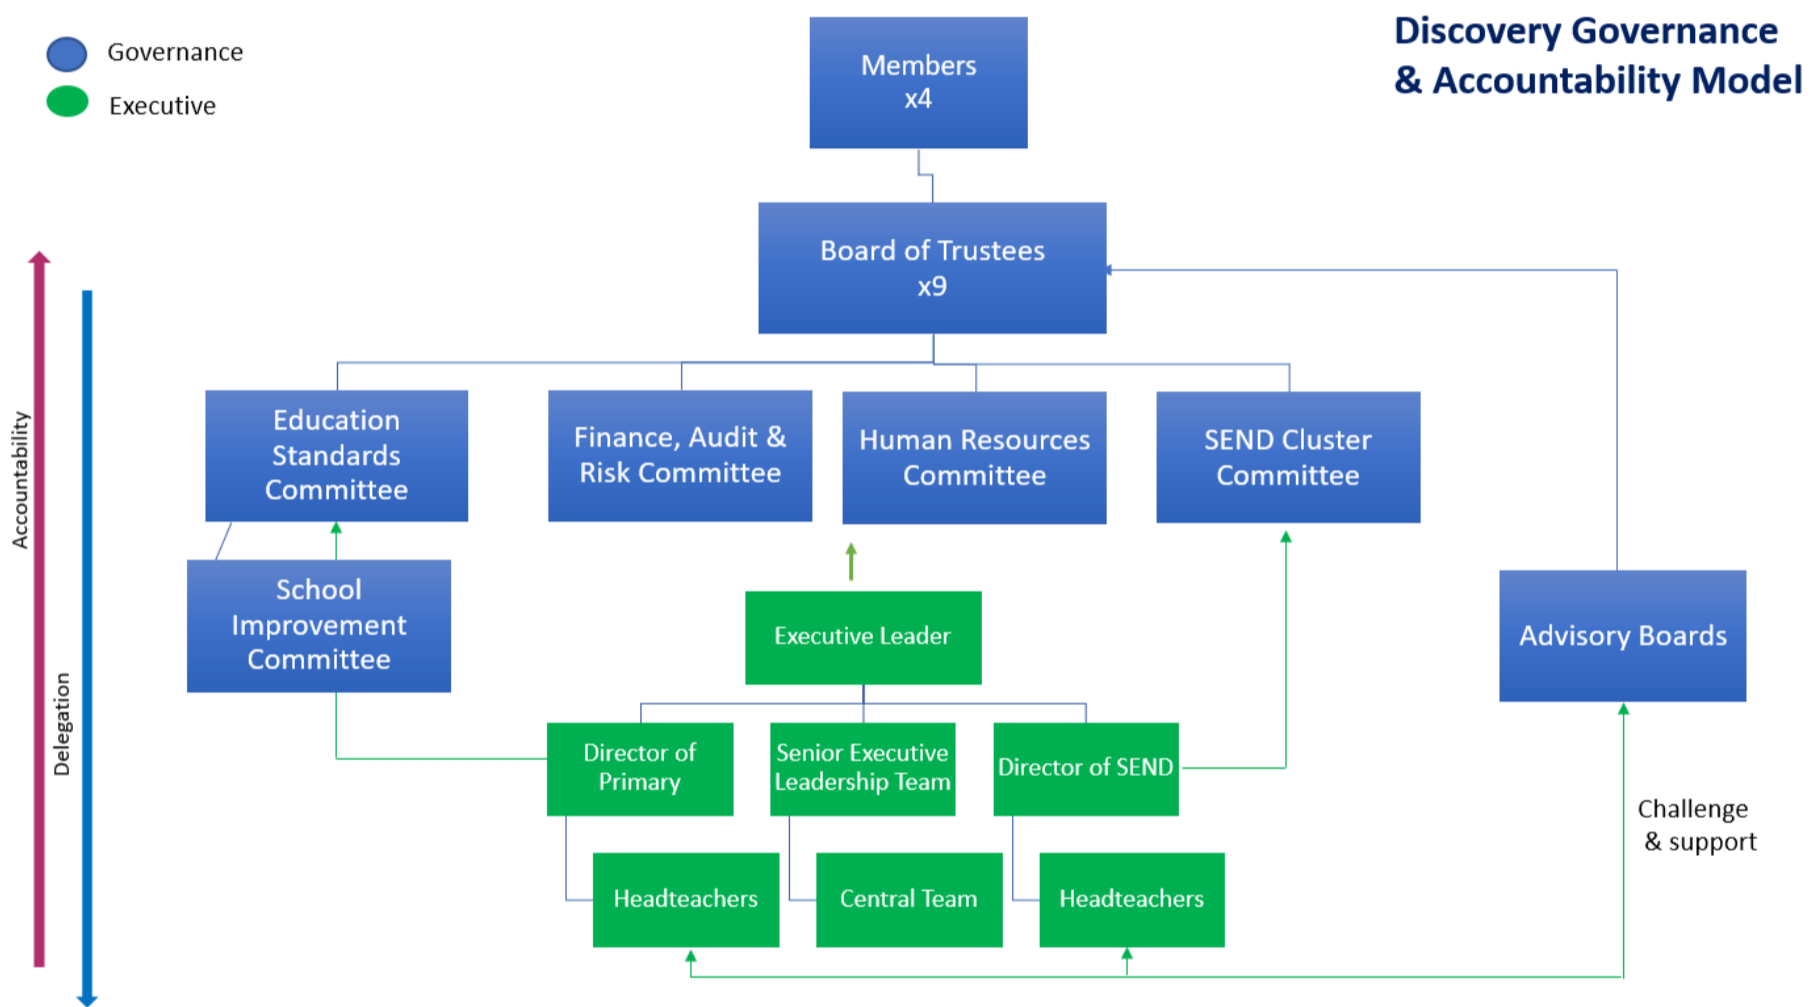 Governance
Executive
Discovery Governance
& Accountability Model
Members
x4
Board of Trustees
x9
Education
Standards
Committee
Finance, Audit &
Risk Committee
Human Resources
Committee
SEND Cluster
Committee
Accountability
Delegation
School
Improvement
Committee
Executive Leader
Advisory Boards
Director of
Primary
Senior Executive
Leadership Team
Director of SEND
Challenge
& support
Headteachers
Central Team
Headteachers